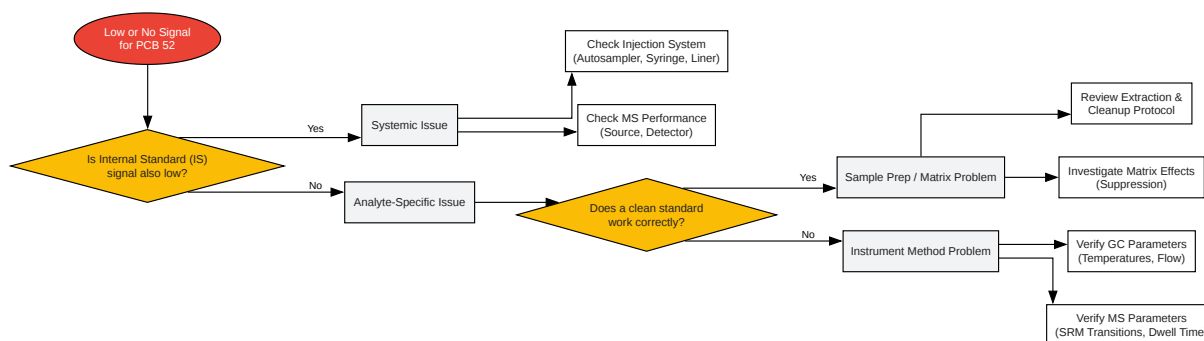 Low or No Signal
for PCB 52
Check Injection System
(Autosampler, Syringe, Liner)
Yes
Systemic Issue
Check MS Performance
(Source, Detector)
Is Internal Standard (IS)
signal also low?
No
Analyte-Specific Issue
Does a clean standard
work correctly?
Yes
Sample Prep / Matrix Problem
Review Extraction &
Cleanup Protocol
Investigate Matrix Effects
(Suppression)
No
Instrument Method Problem
Verify GC Parameters
(Temperatures, Flow)
Verify MS Parameters
(SRM Transitions, Dwell Time